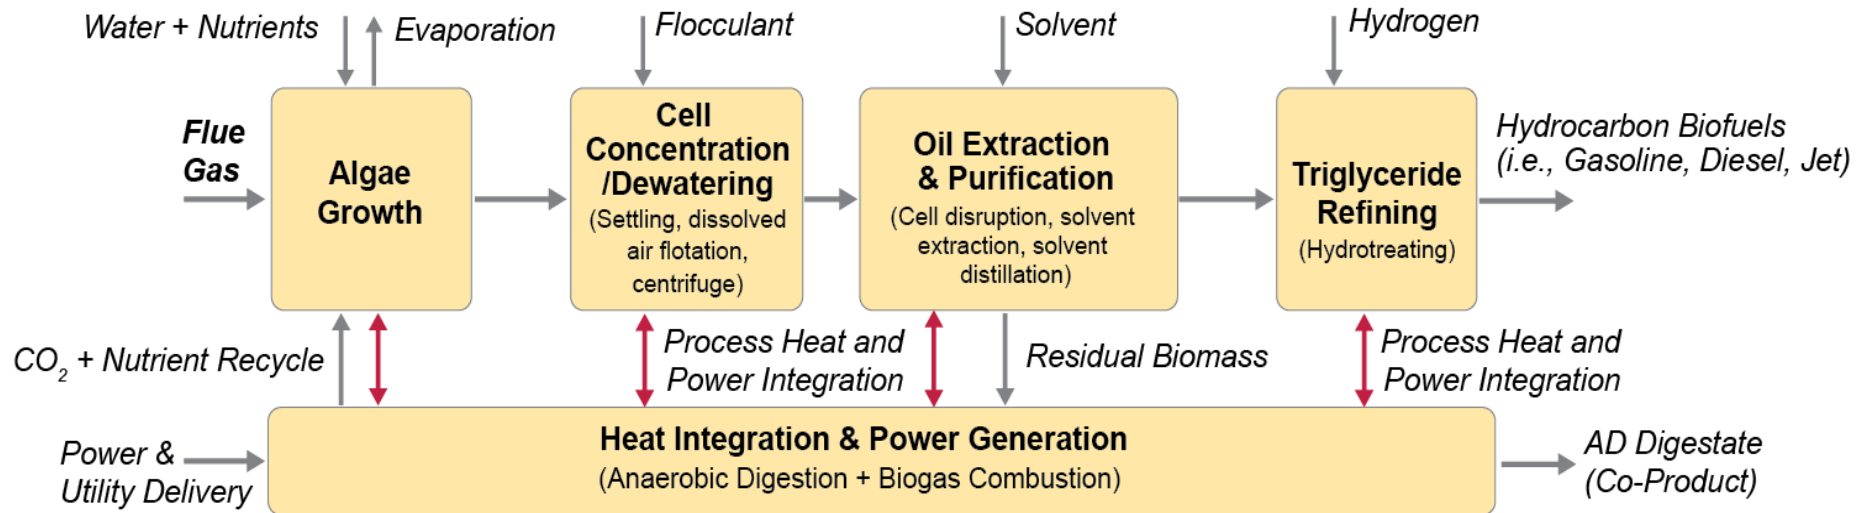 Water + Nutrients
Evaporation
Flocculant
Solvent
Hydrogen
Flue
Gas
Algae
Growth
Cell
Concentration
/Dewatering
(Settling, dissolved
air flotation,
centrifuge)
Oil Extraction
& Purification
(Cell disruption, solvent
extraction, solvent
distillation)
Triglyceride
Refining
(Hydrotreating)
Hydrocarbon Biofuels
(i.e., Gasoline, Diesel, Jet)
CO₂ + Nutrient Recycle
Process Heat and
Power Integration
Residual Biomass
Process Heat and
Power Integration
Power &
Utility Delivery
Heat Integration & Power Generation
(Anaerobic Digestion + Biogas Combustion)
AD Digestate
(Co-Product)